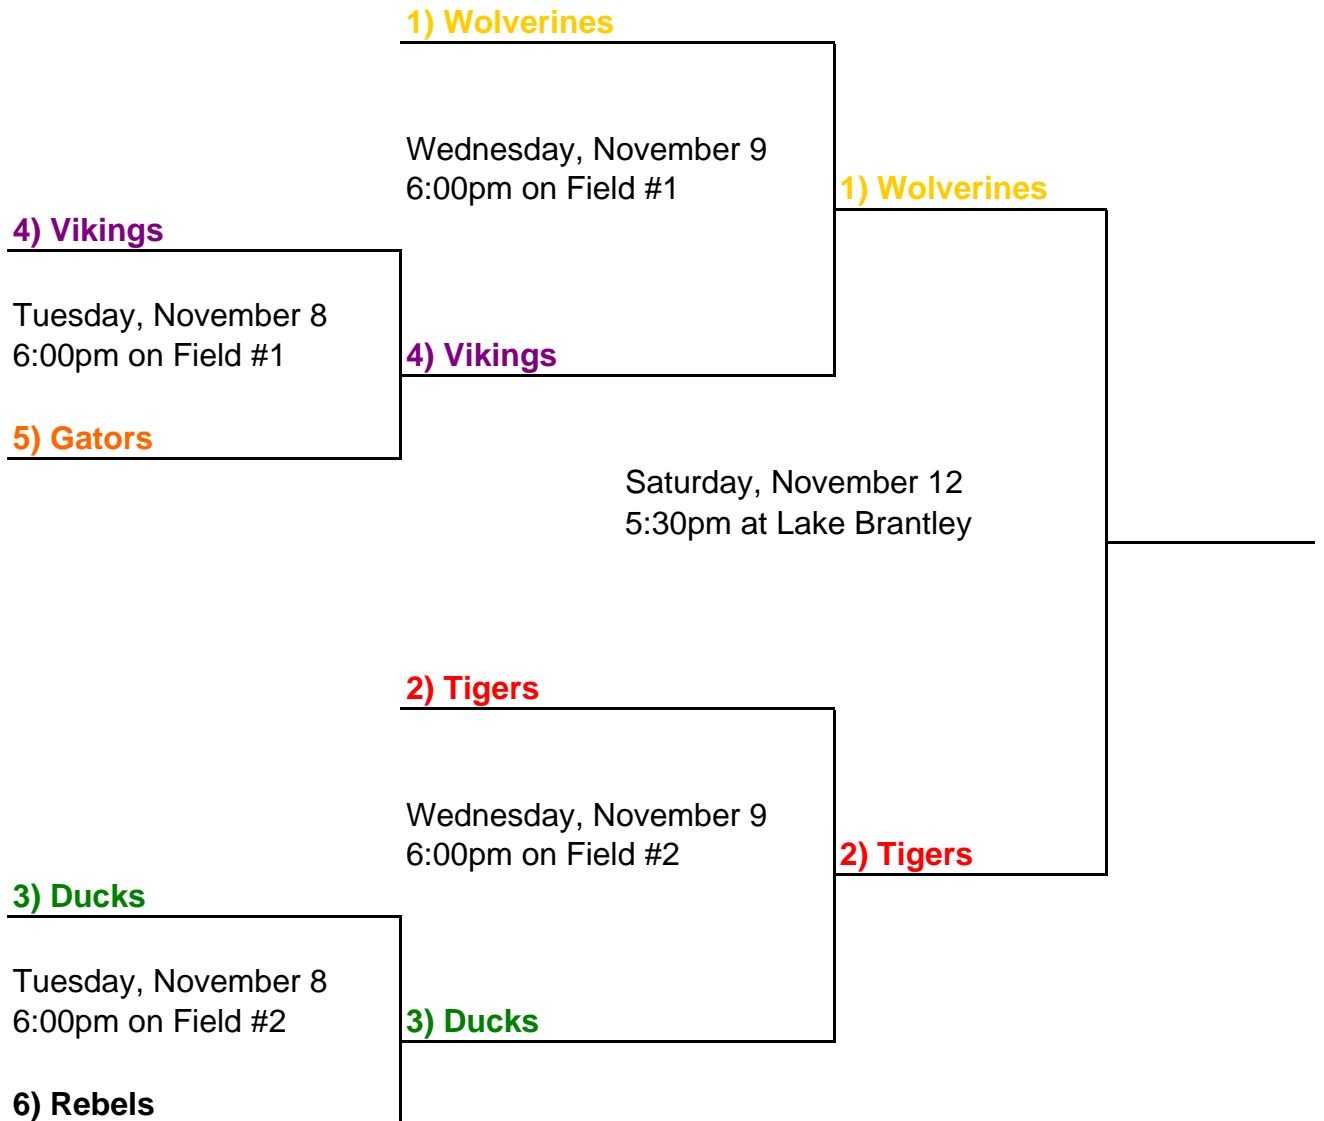 1) Wolverines
Wednesday, November 9
6:00pm on Field #1
1) Wolverines
4) Vikings
Tuesday, November 8
6:00pm on Field #1
4) Vikings
5) Gators
Saturday, November 12
5:30pm at Lake Brantley
2) Tigers
Wednesday, November 9
6:00pm on Field #2
2) Tigers
3) Ducks
Tuesday, November 8
6:00pm on Field #2
3) Ducks
6) Rebels